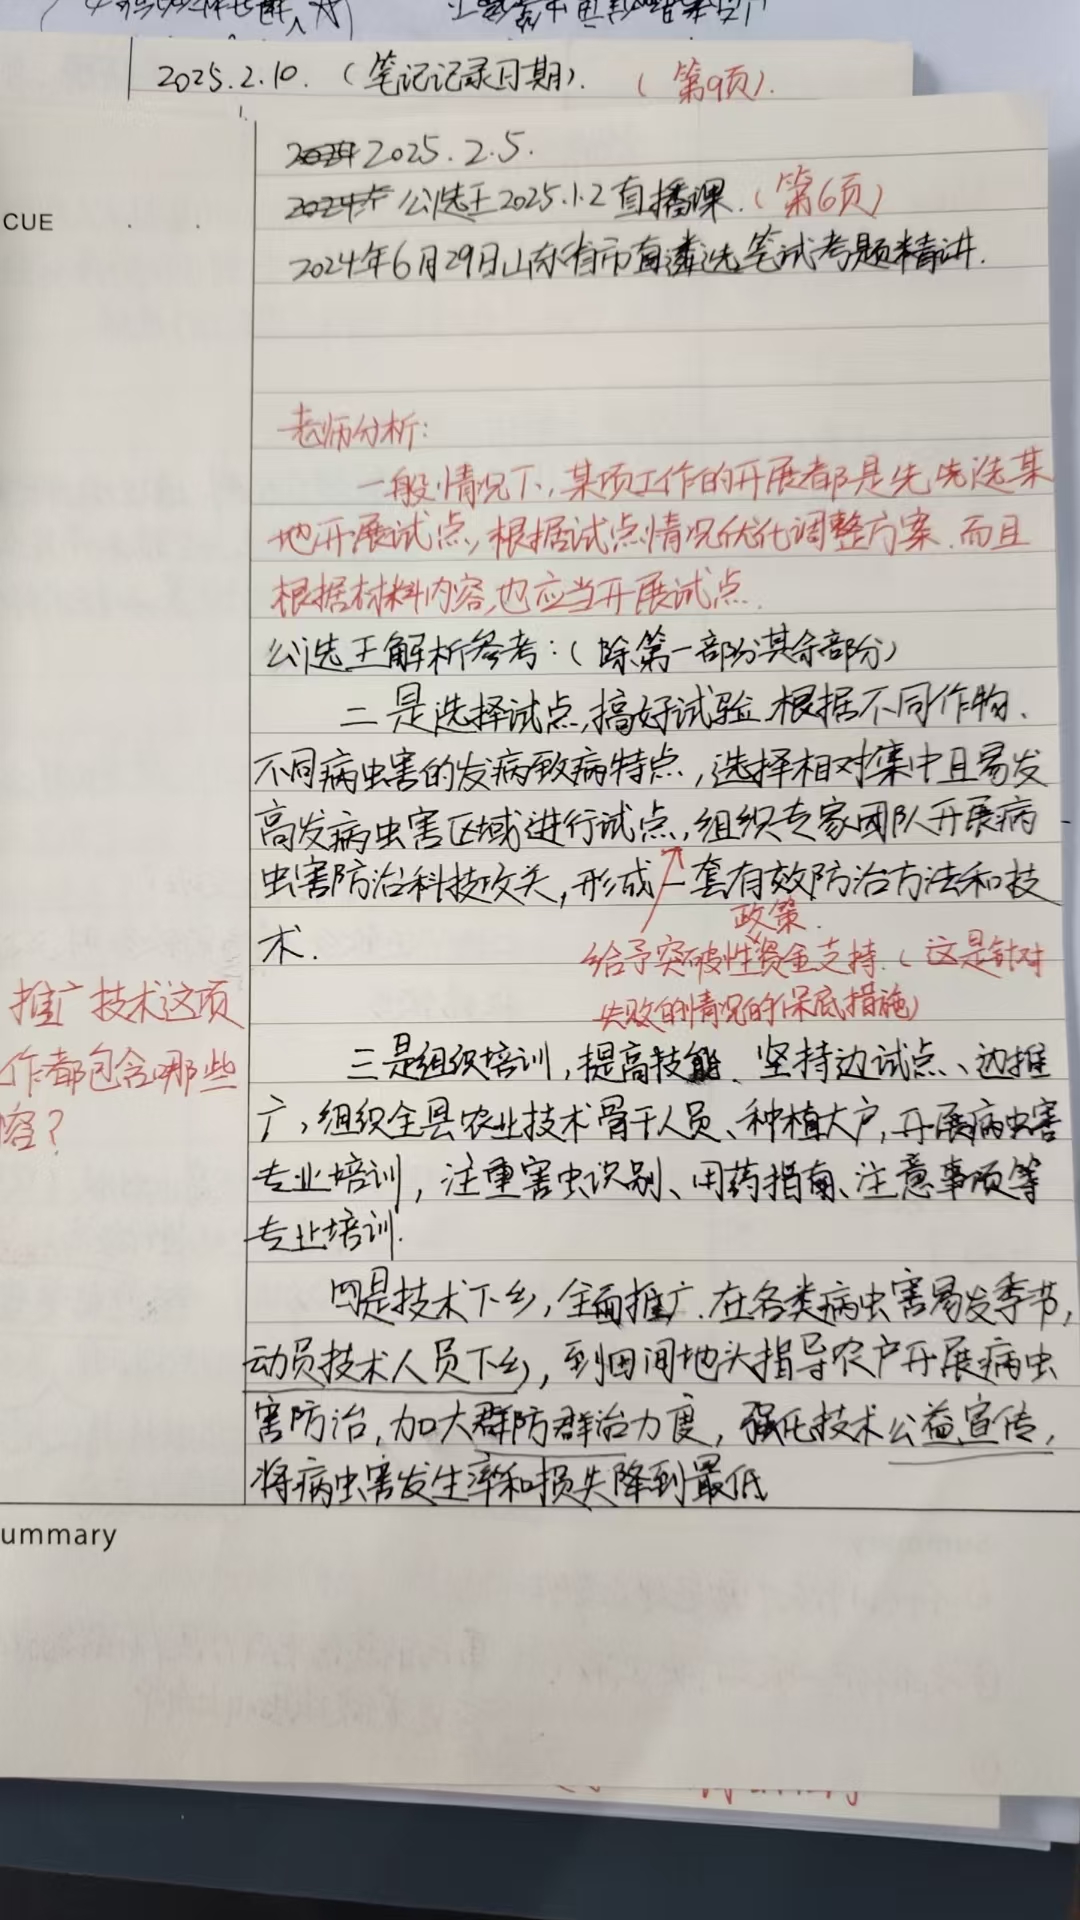 2025.2.10.（笔记记录日期）.（第9页）.
2025.2.5.
CUE
公选王2025.1.2直播课.（第6页）
2024年6月29日山东省市直遴选笔试考题精讲.
老师分析：
一般情况下，某项工作的开展都是先选某
地开展试点，根据试点情况优化调整方案.而且
根据材料内容，也应当开展试点.
公选王解析参考：（除第一部分其余部分）
二是选择试点，搞好试验.根据不同作物、
不同病虫害的发病致病特点，选择相对集中且易发
高发病虫害区域进行试点，组织专家团队开展病
虫害防治科技攻关，形成一套有效防治方法和技
术.
政策.
给予突破性资金支持.（这是针对
失败的情况的保底措施）
推广技术这项
作都包含哪些
容？
三是组织培训，提高技能.坚持边试点、边推
广，组织全县农业技术骨干人员、种植大户，开展病虫害
专业培训，注重害虫识别、用药指南、注意事项等
专业培训.
四是技术下乡，全面推广.在各类病虫害易发季节，
动员技术人员下乡，到田间地头指导农户开展病虫
害防治，加大群防群治力度，强化技术公益宣传，
将病虫害发生率和损失降到最低
ummary